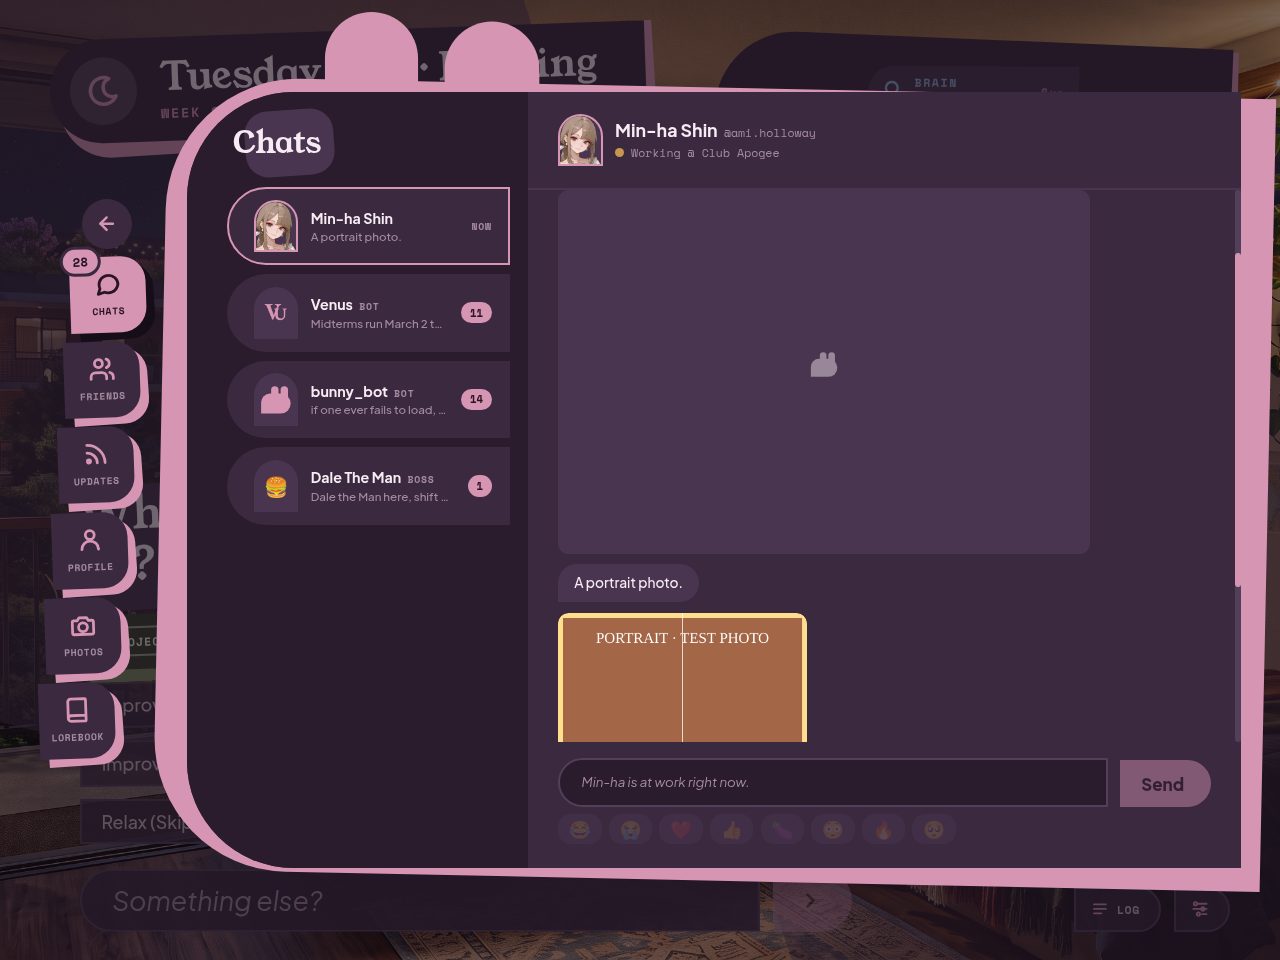 Tuesday
WEEK
BRAIN
Chats
Min-ha Shin @ami.holloway
Working @ Club Apogee
Min-ha Shin
A portrait photo.
NOW
Venus BOT
Midterms run March 2 t…
11
bunny_bot BOT
if one ever fails to load, …
14
Dale The Man BOSS
Dale the Man here, shift …
1
28
CHATS
FRIENDS
UPDATES
PROFILE
PHOTOS
LOREBOOK
A portrait photo.
PORTRAIT · TEST PHOTO
Min-ha is at work right now.
Send
Relax (Skip
Something else?
LOG